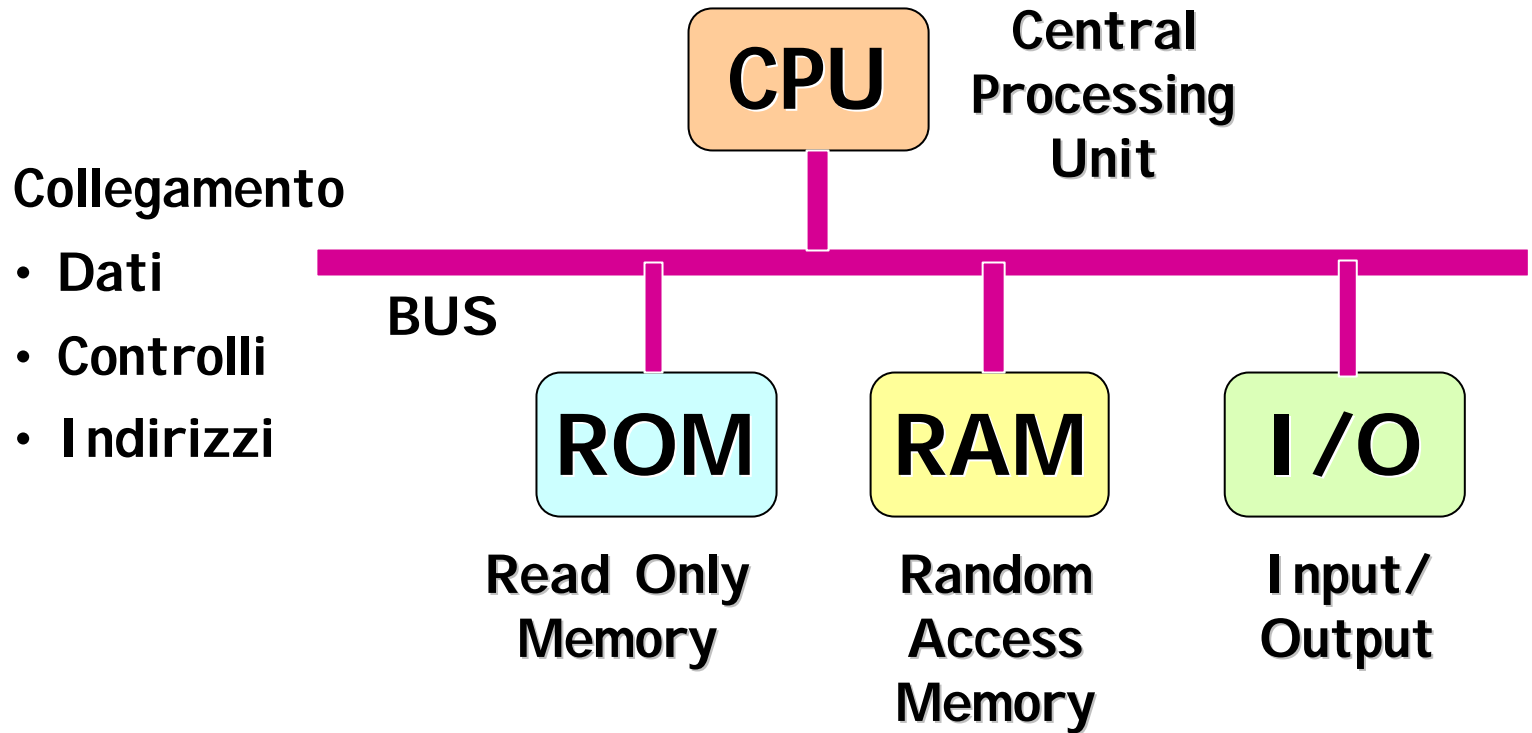 CPU
Central
Processing
Unit
Collegamento
• Dati
• Controlli
• Indirizzi
BUS
ROM
RAM
I/O
Read Only
Memory
Random
Access
Memory
Input/
Output